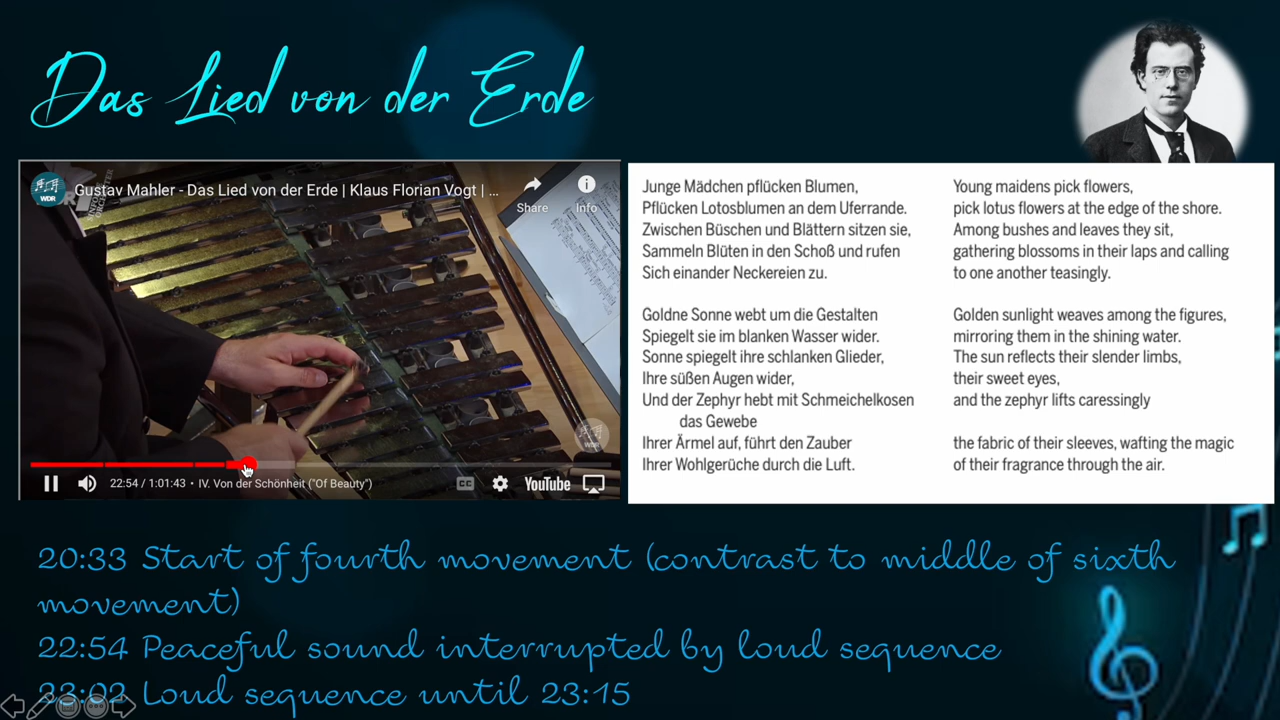 Das Lied von der Erde
WDR
Gustav Mahler - Das Lied von der Erde | Klaus Florian Vogt | ...
Share
Info
WDR
22:54 / 1:01:43 • IV. Von der Schönheit ("Of Beauty")
CC
YouTube
Junge Mädchen pflücken Blumen,
Pflücken Lotosblumen an dem Uferrande.
Zwischen Büschen und Blättern sitzen sie,
Sammeln Blüten in den Schoß und rufen
Sich einander Neckereien zu.
Goldne Sonne webt um die Gestalten
Spiegelt sie im blanken Wasser wider.
Sonne spiegelt ihre schlanken Glieder,
Ihre süßen Augen wider,
Und der Zephyr hebt mit Schmeichelkosen
das Gewebe
Ihrer Ärmel auf, führt den Zauber
Ihrer Wohlgerüche durch die Luft.
Young maidens pick flowers,
pick lotus flowers at the edge of the shore.
Among bushes and leaves they sit,
gathering blossoms in their laps and calling
to one another teasingly.
Golden sunlight weaves among the figures,
mirroring them in the shining water.
The sun reflects their slender limbs,
their sweet eyes,
and the zephyr lifts caressingly
the fabric of their sleeves, wafting the magic
of their fragrance through the air.
20:33 Start of fourth movement (contrast to middle of sixth
movement)
22:54 Peaceful sound interrupted by loud sequence
23:02 Loud sequence until 23:15